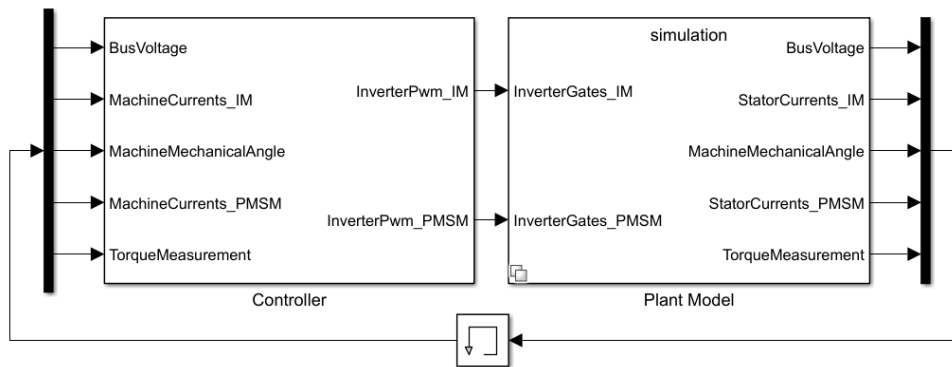 BusVoltage
MachineCurrents_IM
MachineMechanicalAngle
MachineCurrents_PMSM
TorqueMeasurement
InverterPwm_IM
InverterPwm_PMSM
Controller
simulation
InverterGates_IM
InverterGates_PMSM
BusVoltage
StatorCurrents_IM
MachineMechanicalAngle
StatorCurrents_PMSM
TorqueMeasurement
Plant Model